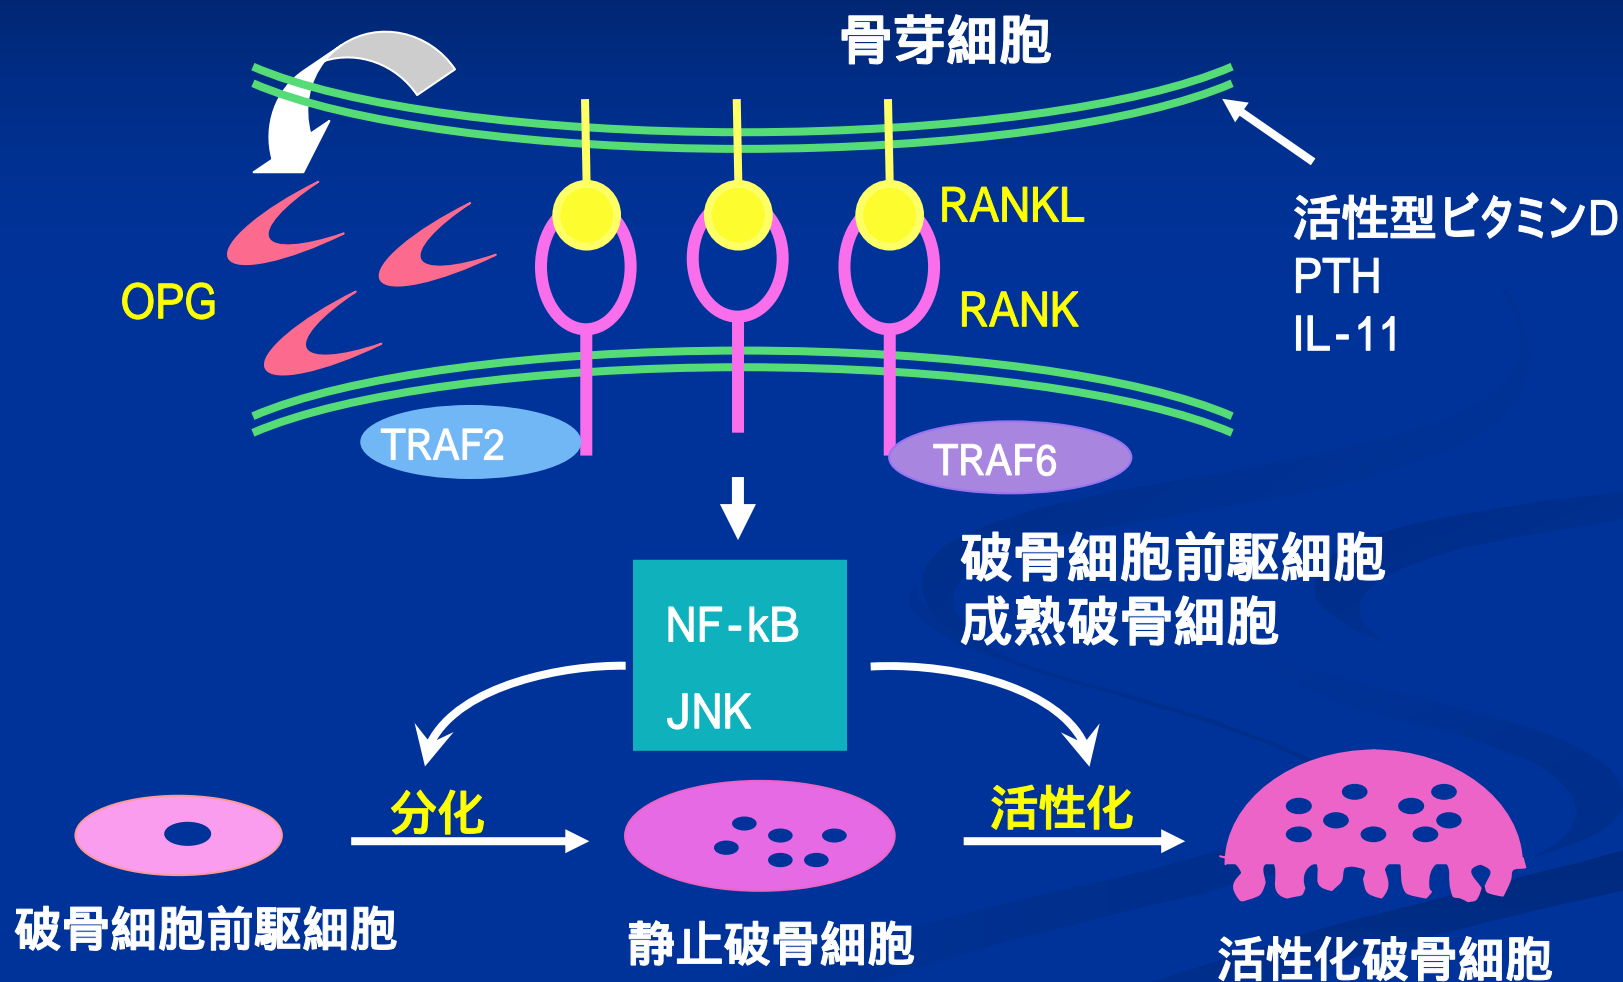 骨芽細胞
RANKL
活性型ビタミンD
PTH
IL-11
OPG
RANK
TRAF2
TRAF6
破骨細胞前駆細胞
成熟破骨細胞
NF-kB
JNK
分化
活性化
破骨細胞前駆細胞
静止破骨細胞
活性化破骨細胞